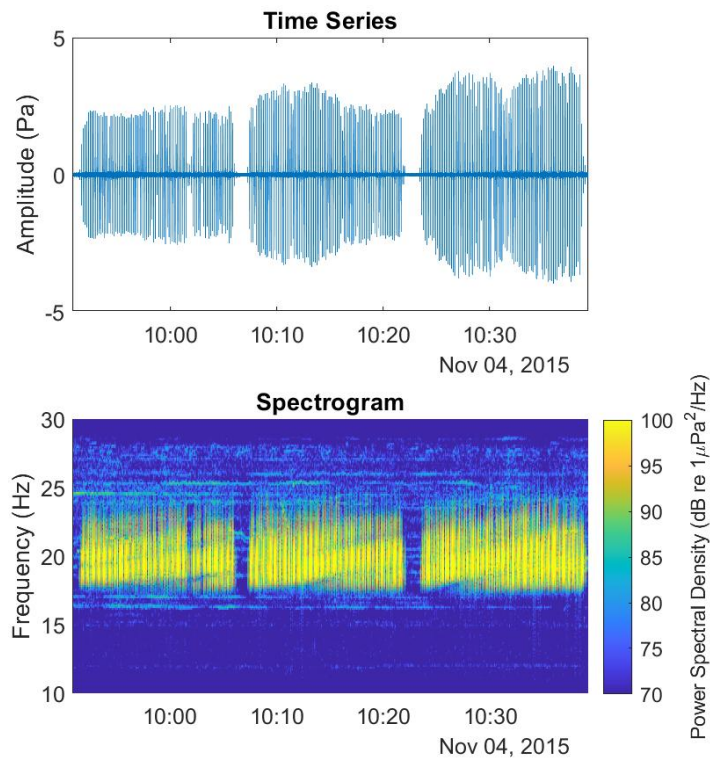 Time Series
Amplitude (Pa)
5
0
-5
10:00 10:10 10:20 10:30
Nov 04, 2015
Spectrogram
Frequency (Hz)
30
25
20
15
10
10:00 10:10 10:20 10:30
Nov 04, 2015
100
95
90
85
80
75
70
Power Spectral Density (dB re 1μPa²/Hz)